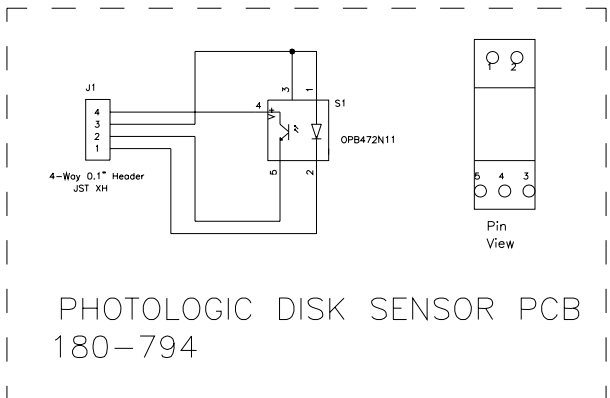 J1
4
3
2
1
4-Way 0.1" Header
JST XH
3
1
4
V+
S1
OPB472N11
5
2
1 2
5 4 3
Pin
View
PHOTOLOGIC DISK SENSOR PCB
180-794